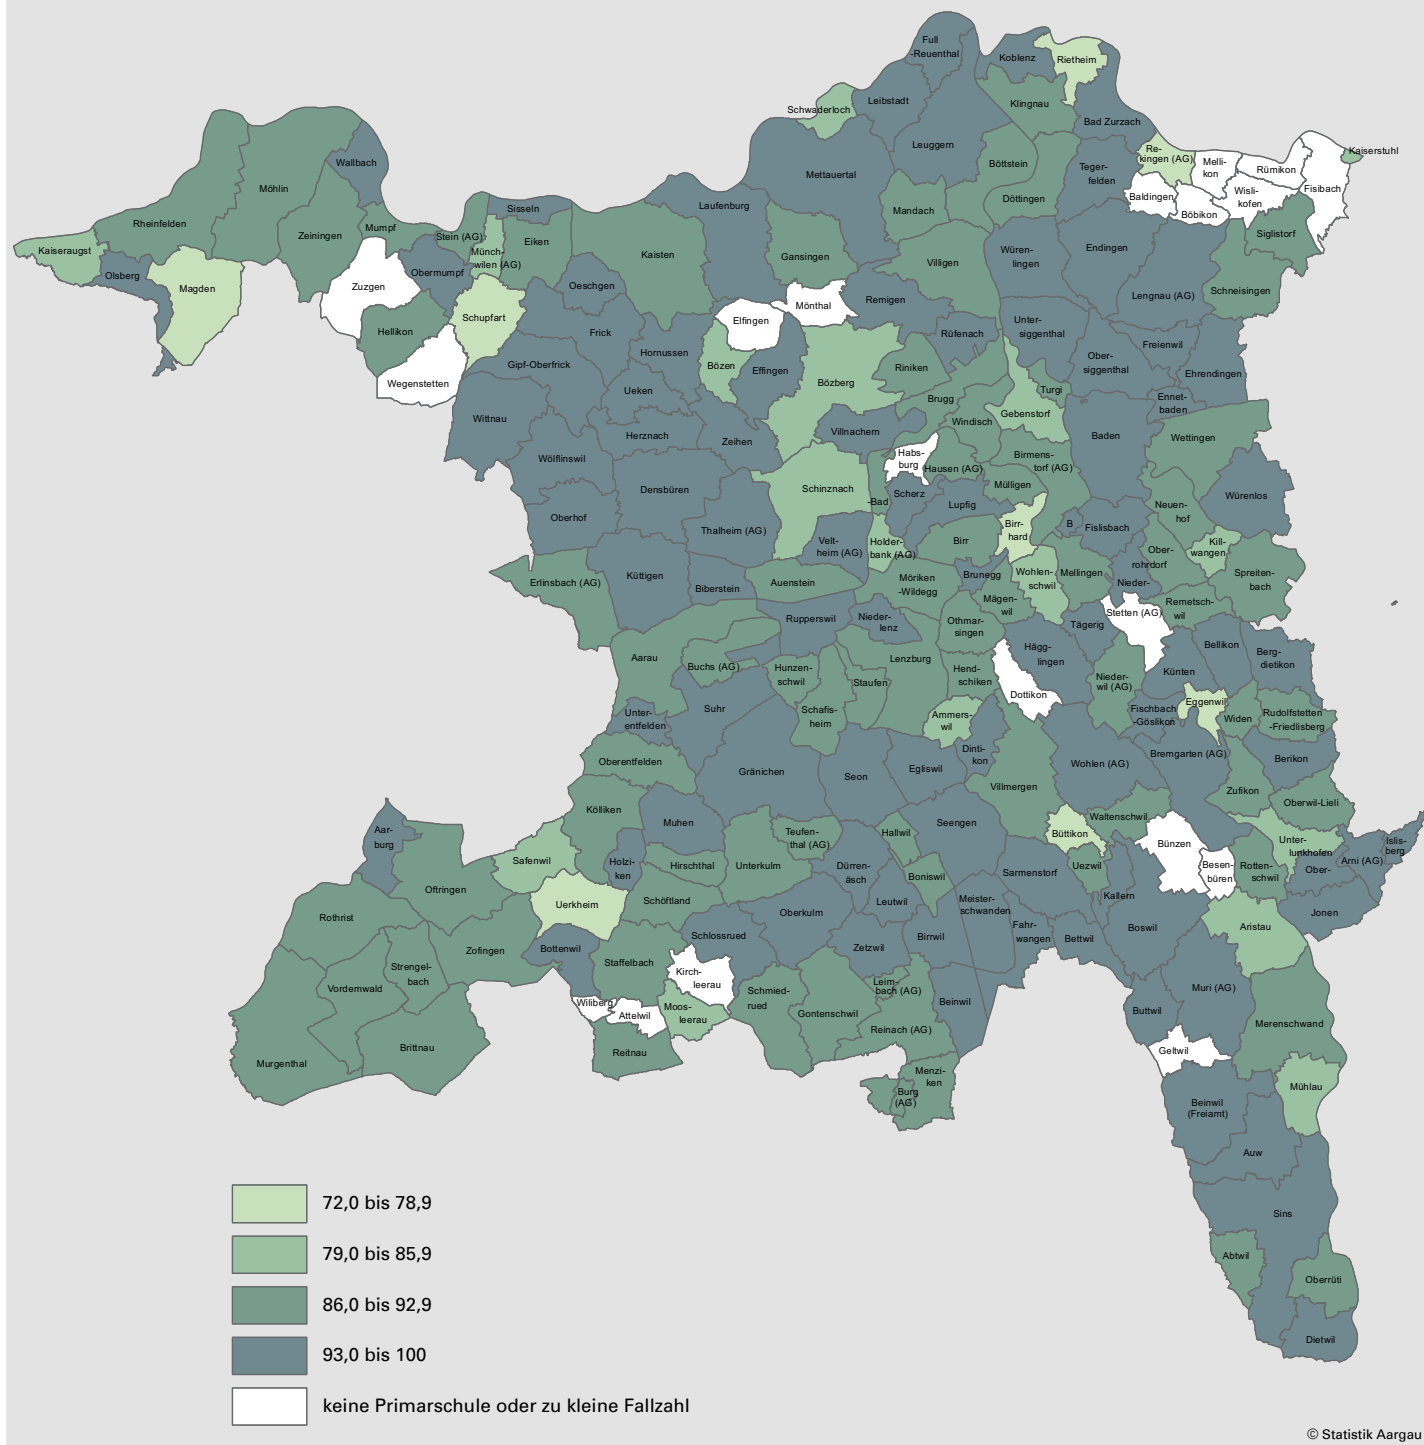 Full
-Reuenthal
Koblenz
Rietheim
Schwaderloch
Leibstadt
Klingnau
Bad Zurzach
Leuggern
Kaiserstuhl
Re-
kingen (AG)
Melli-
kon
Rümikon
Wallbach
Böttstein
Teger-
felden
Mettauertal
Wisli-
kofen
Fisibach
Möhlin
Baldingen
Böbikon
Döttingen
Laufenburg
Sisseln
Mandach
Rheinfelden
Mumpf
Zeiningen
Stein (AG)
Eiken
Siglistorf
Endingen
Würen-
lingen
Kaiseraugst
Münch-
wilen (AG)
Kaisten
Gansingen
Villigen
Olsberg
Obermumpf
Magden
Zuzgen
Oeschgen
Remigen
Lengnau (AG)
Schneisingen
Mönthal
Schupfart
Elfingen
Unter-
siggenthal
Hellikon
Frick
Rüfenach
Freienwil
Hornussen
Ober-
siggenthal
Gipf-Oberfrick
Bözen
Effingen
Riniken
Ehrendingen
Wegenstetten
Bözberg
Ueken
Turgi
Brugg
Ennet-
baden
Gebenstorf
Wittnau
Windisch
Villnachern
Herznach
Zeihen
Baden
Wettingen
Wölflinswil
Habs-
burg
Birmens-
torf (AG)
Hausen (AG)
Densbüren
Schinznach
-Bad
Scherz
Mülligen
Würenlos
Lupfig
Neuen-
hof
Oberhof
Thalheim (AG)
Birr-
hard
B
Fislisbach
Velt-
heim (AG)
Holder-
bank (AG)
Birr
Kill-
wangen
Ober-
rohrdorf
Erlinsbach (AG)
Küttigen
Biberstein
Auenstein
Möriken
-Wildegg
Brunegg
Wohlen-
schwil
Mellingen
Nieder-
Spreiten-
bach
Mägen-
wil
Remetsch-
wil
Stetten (AG)
Rupperswil
Nieder-
lenz
Othmar-
singen
Tägerig
Aarau
Buchs (AG)
Hunzen-
schwil
Staufen
Lenzburg
Hend-
schiken
Hägg-
lingen
Bellikon
Berg-
dietikon
Künten
Dottikon
Nieder-
wil (AG)
Eggenwil
Unter-
entfelden
Suhr
Schafis-
heim
Ammers-
wil
Fischbach
-Göslikon
Widen
Rudolfstetten
-Friedlisberg
Oberentfelden
Gränichen
Seon
Egliswil
Dinti-
kon
Wohlen (AG)
Bremgarten (AG)
Berikon
Villmergen
Zufikon
Oberwil-Lieli
Kölliken
Muhen
Teufen-
thal (AG)
Hallwil
Seengen
Büttikon
Waltenschwil
Aar-
burg
Bünzen
Unter-
lunkhofen
Islis-
berg
Safenwil
Holzi-
ken
Hirschthal
Unterkulm
Dürren-
äsch
Boniswil
Sarmenstorf
Uezwil
Besen-
büren
Rotten-
schwil
Ober-
Arni (AG)
Oftringen
Uerkheim
Schöftland
Leutwil
Meister-
schwanden
Kallern
Rothrist
Oberkulm
Jonen
Zofingen
Bottenwil
Schlossrued
Zetzwil
Birrwil
Fahr-
wangen
Bettwil
Boswil
Aristau
Strengel-
bach
Staffelbach
Vordemwald
Kirch-
leerau
Leim-
bach (AG)
Schmied-
rued
Muri (AG)
Wiliberg
Attelwil
Moos-
leerau
Beinwil
Buttwil
Gontenschwil
Reinach (AG)
Merenschwand
Murgenthal
Brittnau
Reitnau
Geltwil
Menzi-
ken
Burg
(AG)
Mühlau
Beinwil
(Freiamt)
Auw
Sins
Abtwil
Oberrüti
Dietwil
72,0 bis 78,9
79,0 bis 85,9
86,0 bis 92,9
93,0 bis 100
keine Primarschule oder zu kleine Fallzahl
© Statistik Aargau